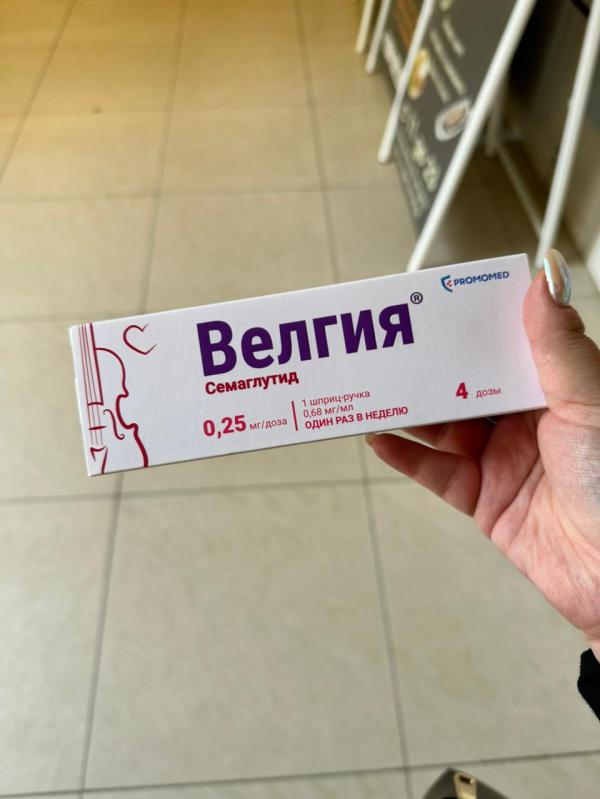 PROMOMED
Велгия®
Семаглутид
0,25 мг/доза
1 шприц-ручка
0,68 мг/мл
ОДИН РАЗ В НЕДЕЛЮ
4 дозы